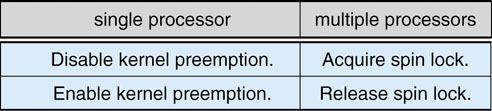 single processor multiple processors
Disable kernel preemption. Acquire spin lock.
Enable kernel preemption. Release spin lock.